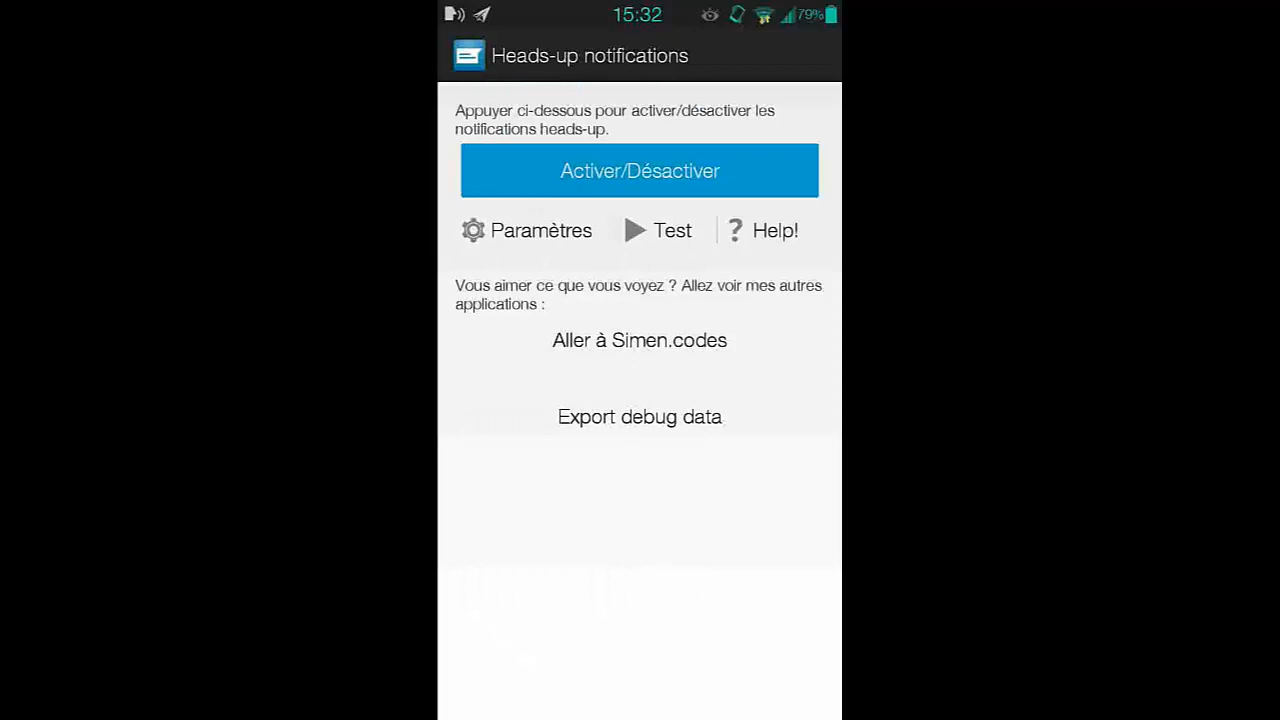 15:32 79%
Heads-up notifications
Appuyer ci-dessous pour activer/désactiver les
notifications heads-up.
Activer/Désactiver
Paramètres Test Help!
Vous aimer ce que vous voyez ? Allez voir mes autres
applications :
Aller à Simen.codes
Export debug data